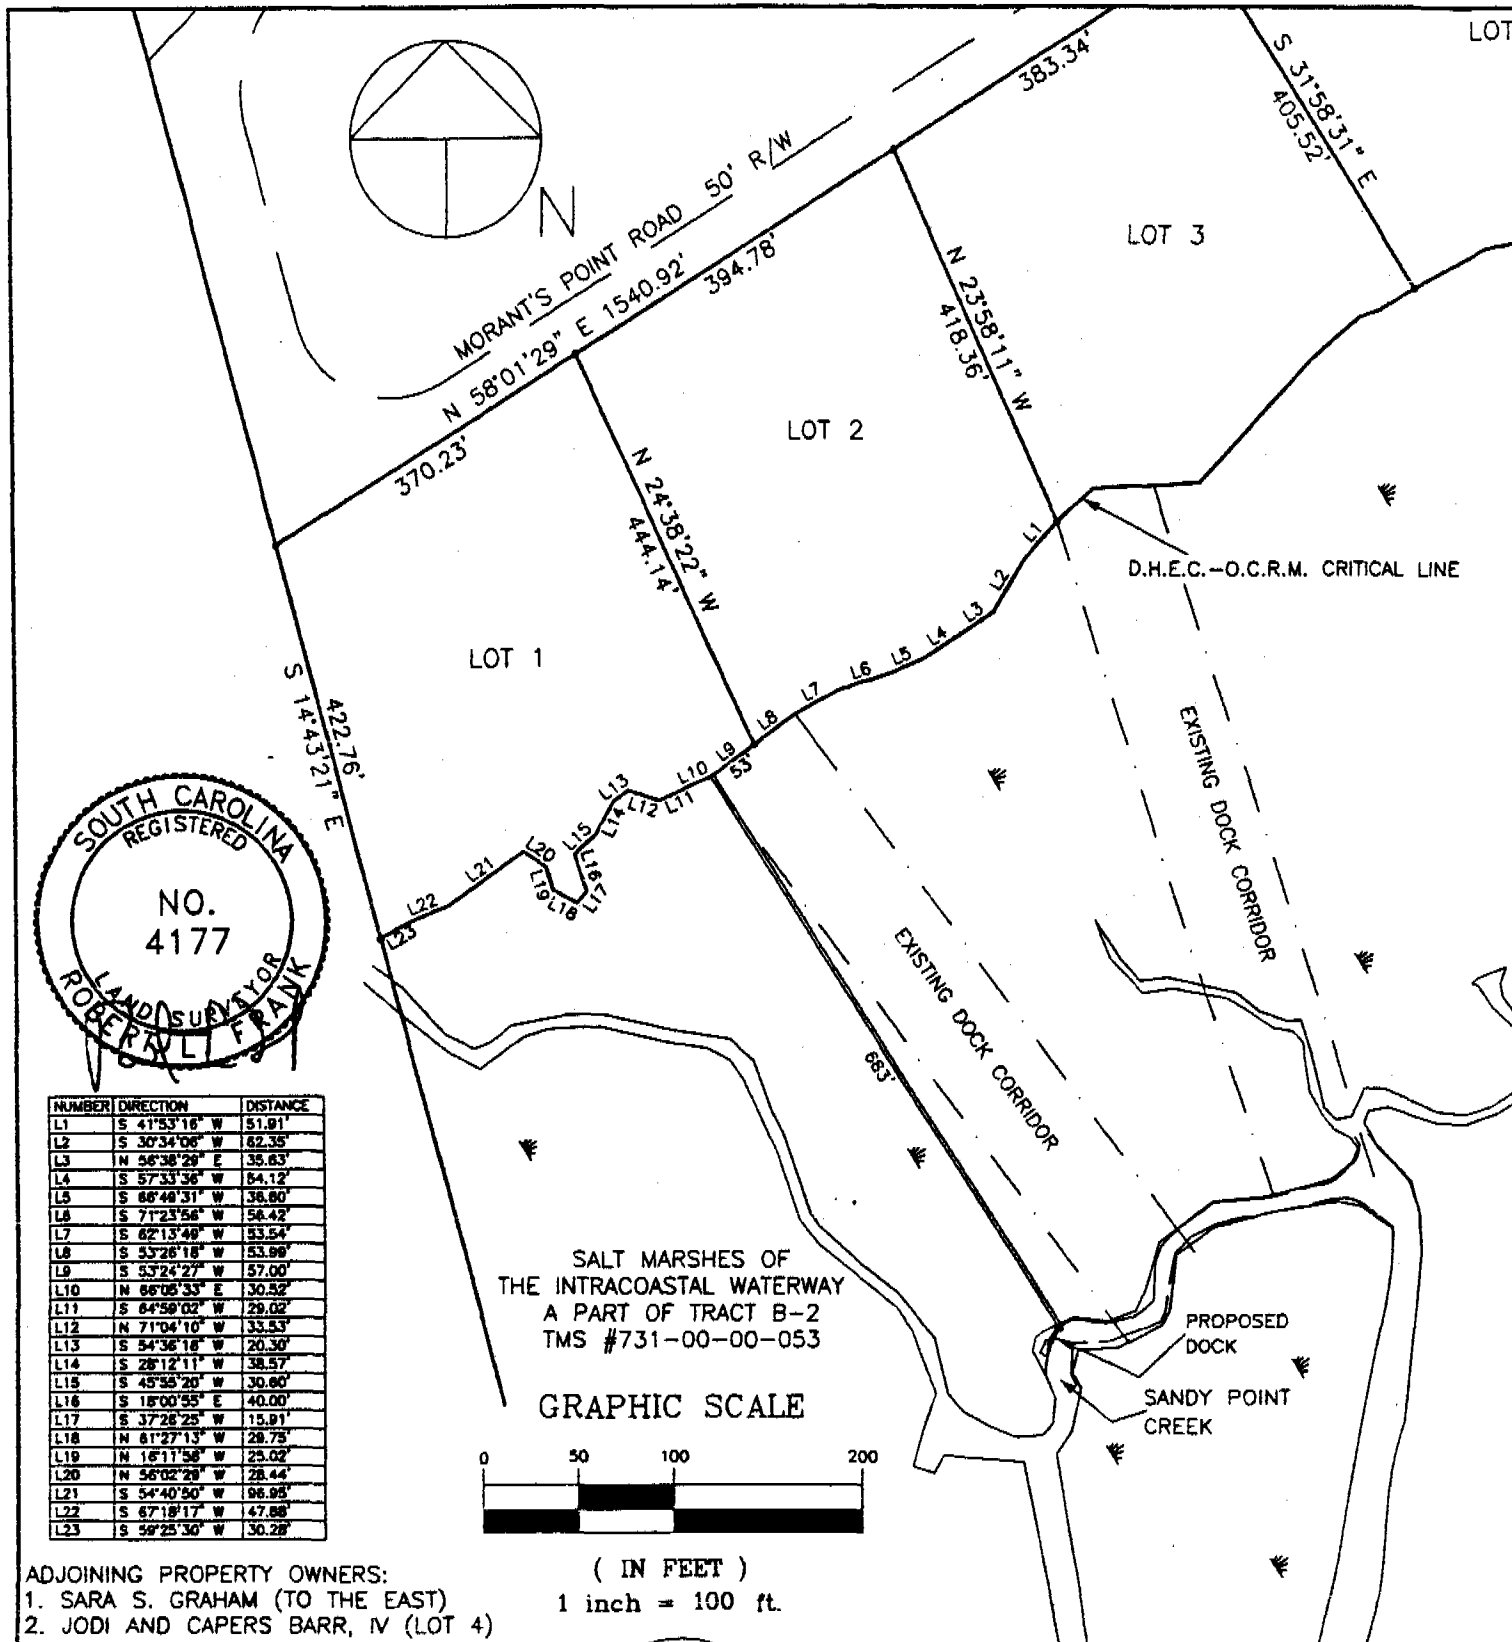 LOT
383.34'
S 31°58'31" E
405.52'
MORANT'S POINT ROAD 50' R/W
N
N 58°01'29" E 1540.92'
394.78'
370.23'
LOT 3
N 23°58'11" W
418.36'
LOT 2
N 24°38'22" W
444.14'
L1
L2
L3
L4
L5
L6
L7
L8
L9
53'
L10
L11
L12
L13
L14
L15
L16
L17
L18
L19
L20
L21
L22
L23
D.H.E.C.-O.C.R.M. CRITICAL LINE
LOT 1
S 14°43'21" E
422.76'
EXISTING DOCK CORRIDOR
EXISTING DOCK CORRIDOR
683'
SOUTH CAROLINA
REGISTERED
NO.
4177
LAND SURVEYOR
ROBERT L. FRANK
NUMBER DIRECTION DISTANCE
L1 S 41°53'16" W 51.91'
L2 S 30°34'06" W 62.35'
L3 N 56°38'29" E 35.63'
L4 S 57°33'36" W 54.12'
L5 S 66°49'31" W 36.60'
L6 S 71°23'56" W 56.42'
L7 S 62°13'49" W 53.54'
L8 S 53°26'18" W 53.99'
L9 S 53°24'27" W 57.00'
L10 N 66°05'33" E 30.52'
L11 S 64°59'02" W 29.02'
L12 N 71°04'10" W 33.53'
L13 S 54°36'18" W 20.30'
L14 S 28°12'11" W 38.57'
L15 S 45°55'20" W 30.60'
L16 S 18°00'55" E 40.00'
L17 S 37°26'25" W 15.91'
L18 N 61°27'13" W 29.75'
L19 N 16°11'56" W 25.02'
L20 N 56°02'29" W 28.44'
L21 S 54°40'50" W 96.95'
L22 S 67°18'17" W 47.88'
L23 S 59°25'30" W 30.28'
SALT MARSHES OF
THE INTRACOASTAL WATERWAY
A PART OF TRACT B-2
TMS #731-00-00-053
PROPOSED
DOCK
SANDY POINT
CREEK
GRAPHIC SCALE
0 50 100 200
( IN FEET )
1 inch = 100 ft.
ADJOINING PROPERTY OWNERS:
1. SARA S. GRAHAM (TO THE EAST)
2. JODI AND CAPERS BARR, IV (LOT 4)